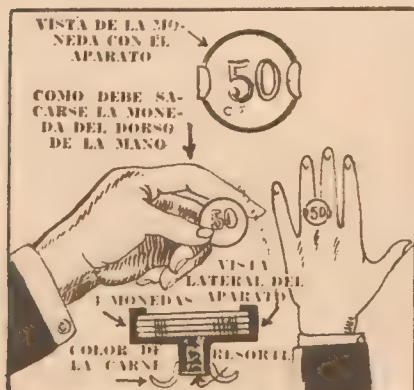 VISTA DE LA MO-
NEDA CON EL
APARATO
50
C
COMO DEBE SA-
CARSE LA MONE-
DA DEL DORSO
DE LA MANO
50
50
VISTA
LATERAL DEL
APARATO
3 MONEDAS
COLOR DE
LA CARNE
RESORTE